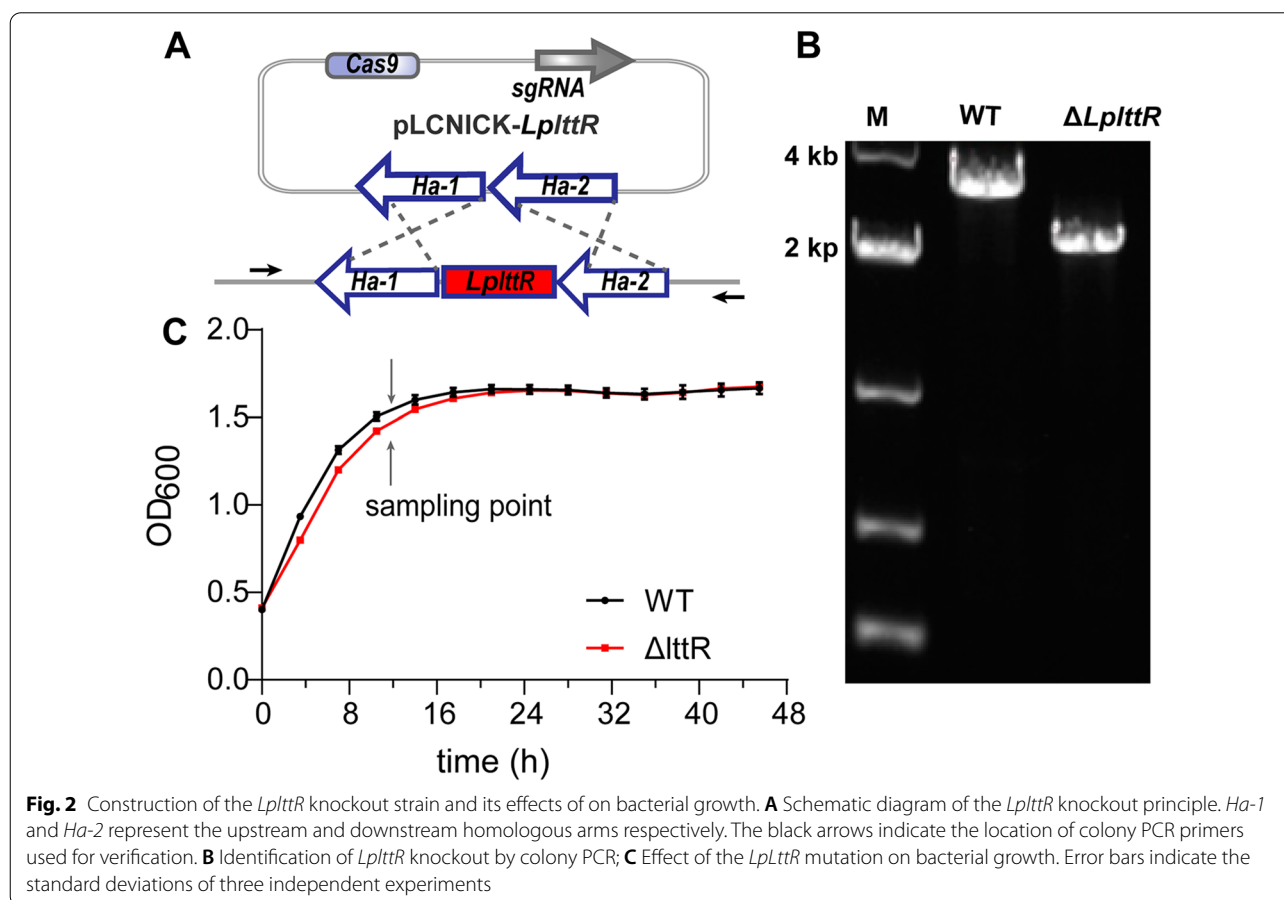 A
Cas9
sgRNA
pLCNICK-LplttR
Ha-1 Ha-2
Ha-1 LplttR Ha-2
B
M WT ΔLplttR
4 kb
2 kp
C
2.0
1.5
1.0
0.5
0.0
OD600
sampling point
WT
ΔlttR
0 8 16 24 32 40 48
time (h)
Fig. 2 Construction of the LplttR knockout strain and its effects of on bacterial growth. A Schematic diagram of the LplttR knockout principle. Ha-1
and Ha-2 represent the upstream and downstream homologous arms respectively. The black arrows indicate the location of colony PCR primers
used for verification. B Identification of LplttR knockout by colony PCR; C Effect of the LpLttR mutation on bacterial growth. Error bars indicate the
standard deviations of three independent experiments